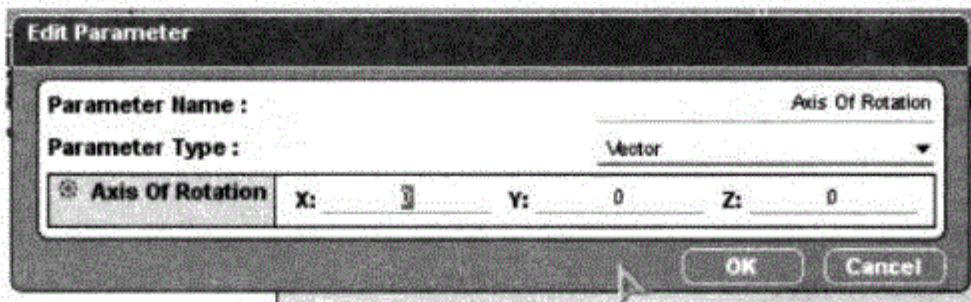 Edit Parameter
Parameter Name : Axis Of Rotation
Parameter Type : Vector
Axis Of Rotation X: Y: 0 Z: 0
OK Cancel